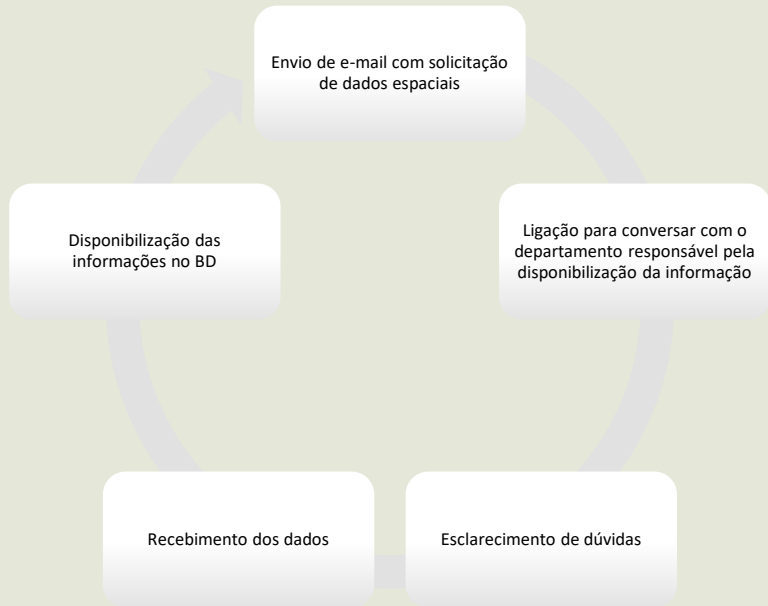 Envio de e-mail com solicitação
de dados espaciais
Ligação para conversar com o
departamento responsável pela
disponibilização da informação
Esclarecimento de dúvidas
Recebimento dos dados
Disponibilização das
informações no BD